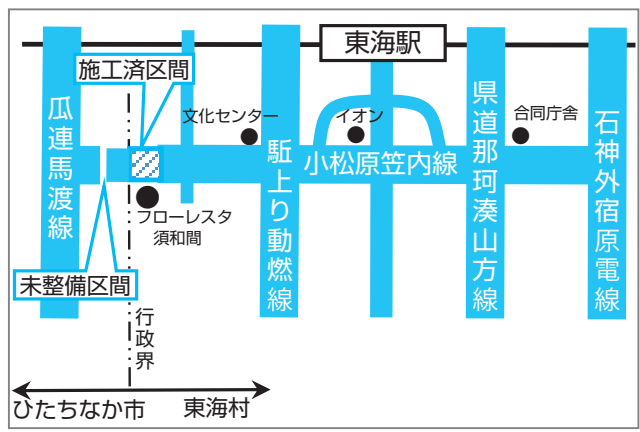 東海駅
施工済区間
瓜連馬渡線
文化センター
イオン
県道那珂湊山方線
合同庁舎
石神外宿原電線
駈上り動燃線
小松原笠内線
フローレスタ
須和間
未整備区間
行政界
ひたちなか市
東海村